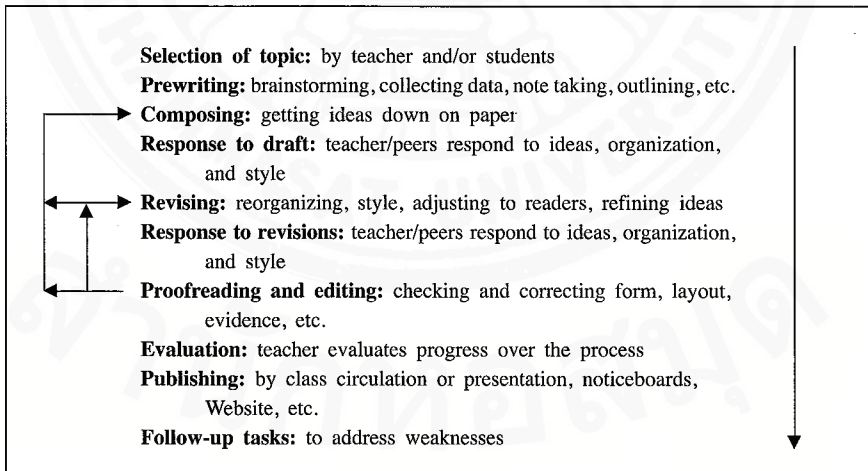 Selection of topic: by teacher and/or students
Prewriting: brainstorming, collecting data, note taking, outlining, etc.
Composing: getting ideas down on paper
Response to draft: teacher/peers respond to ideas, organization,
and style
Revising: reorganizing, style, adjusting to readers, refining ideas
Response to revisions: teacher/peers respond to ideas, organization,
and style
Proofreading and editing: checking and correcting form, layout,
evidence, etc.
Evaluation: teacher evaluates progress over the process
Publishing: by class circulation or presentation, noticeboards,
Website, etc.
Follow-up tasks: to address weaknesses